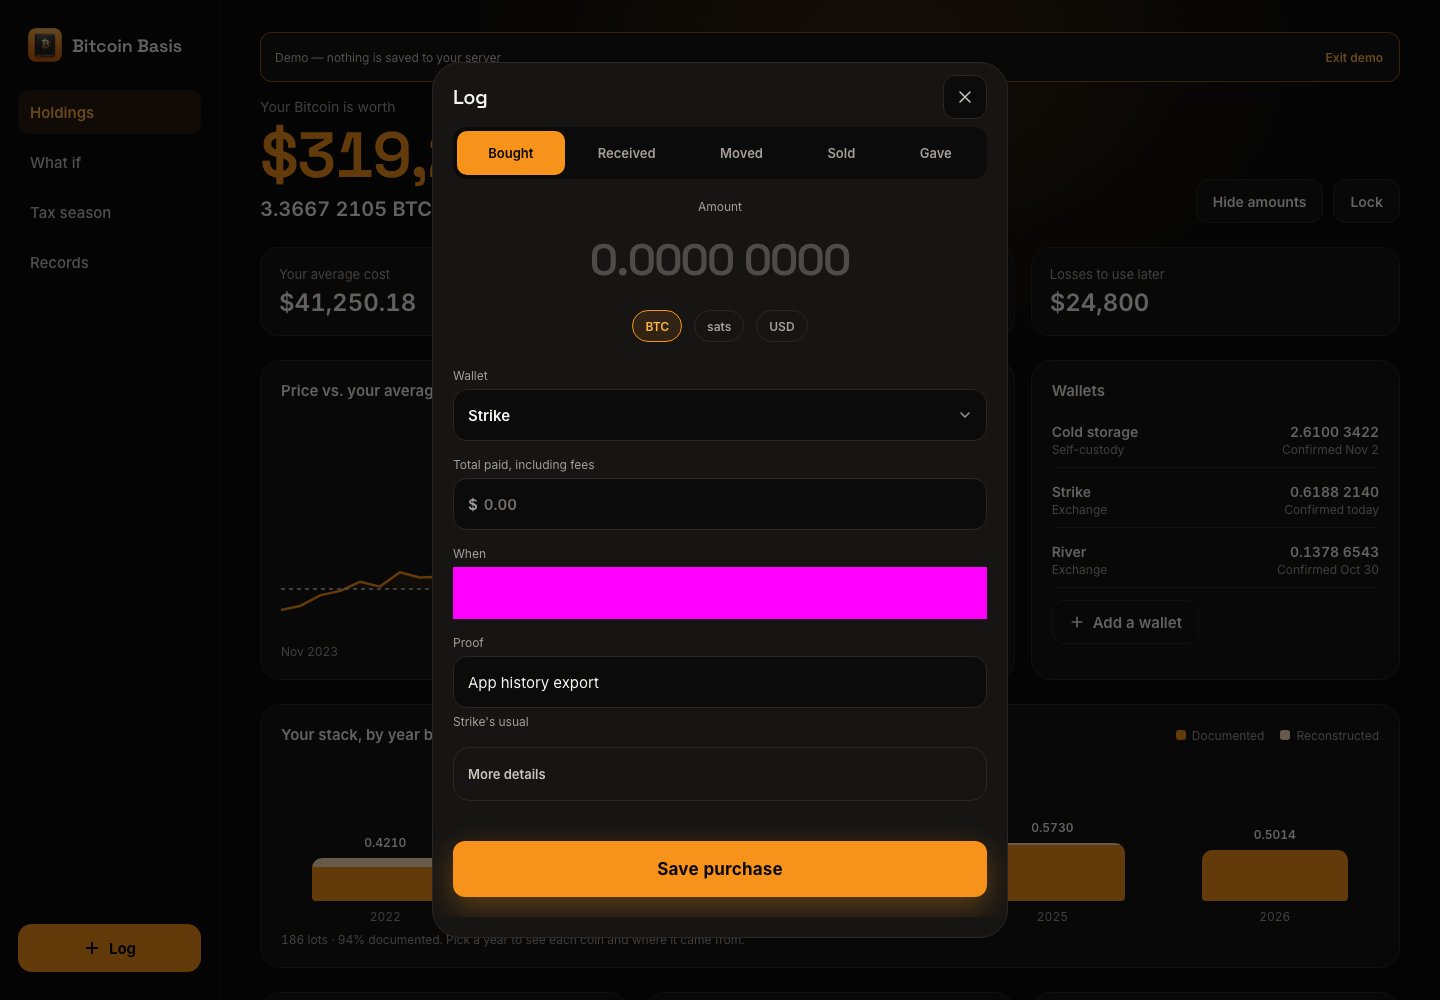 Bitcoin Basis
Holdings
What if
Tax season
Records
Log
Demo — nothing is saved to your server
Exit demo
Your Bitcoin is worth
$319,
3.3667 2105 BTC
Hide amounts
Lock
Your average cost
$41,250.18
Losses to use later
$24,800
Price vs. your averag
Nov 2023
Wallets
Cold storage
2.6100 3422
Self-custody
Confirmed Nov 2
Strike
0.6188 2140
Exchange
Confirmed today
River
0.1378 6543
Exchange
Confirmed Oct 30
Add a wallet
Your stack, by year b
Documented
Reconstructed
0.4210
2022
0.5730
2025
0.5014
2026
186 lots · 94% documented. Pick a year to see each coin and where it came from.
Log
Bought
Received
Moved
Sold
Gave
Amount
0.0000 0000
BTC
sats
USD
Wallet
Strike
Total paid, including fees
$ 0.00
When
Proof
App history export
Strike's usual
More details
Save purchase